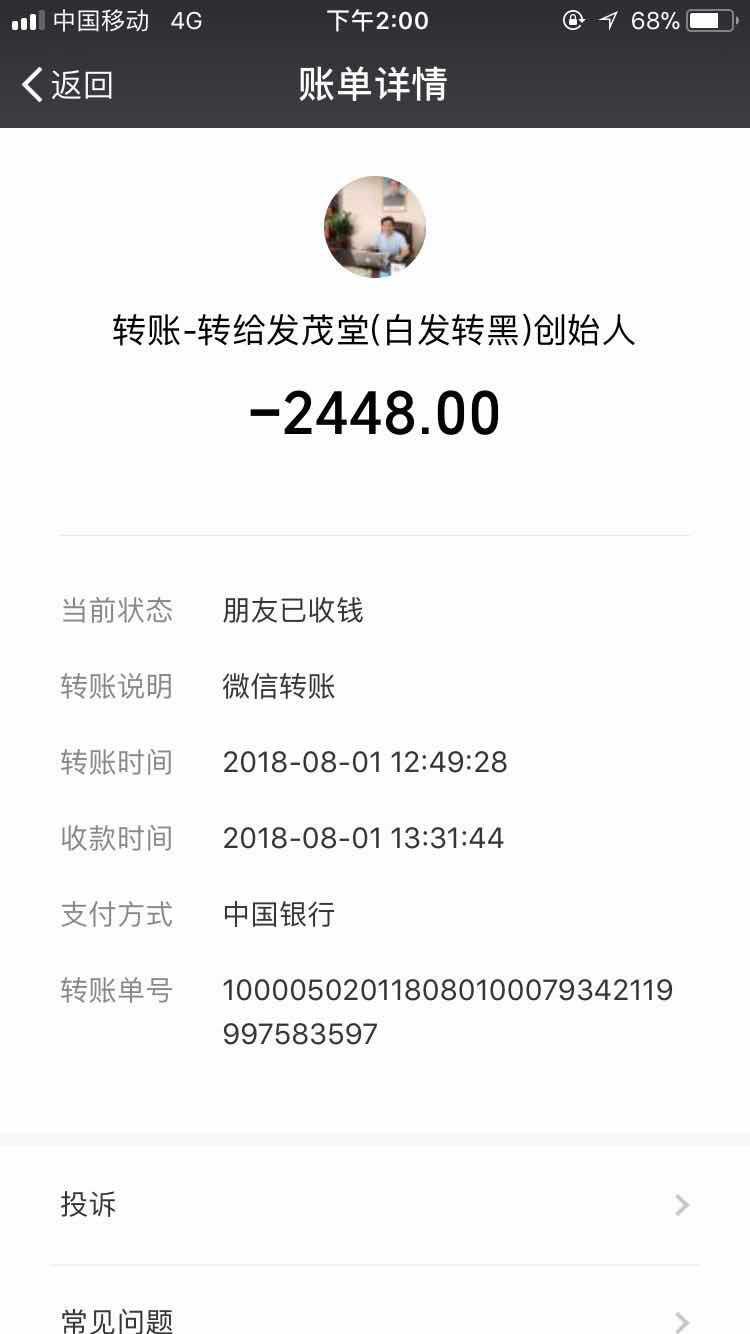 中国移动 4G 下午2:00 68%
返回 账单详情
转账-转给发茂堂(白发转黑)创始人
-2448.00
当前状态 朋友已收钱
转账说明 微信转账
转账时间 2018-08-01 12:49:28
收款时间 2018-08-01 13:31:44
支付方式 中国银行
转账单号 100005020118080100079342119
997583597
投诉
常见问题